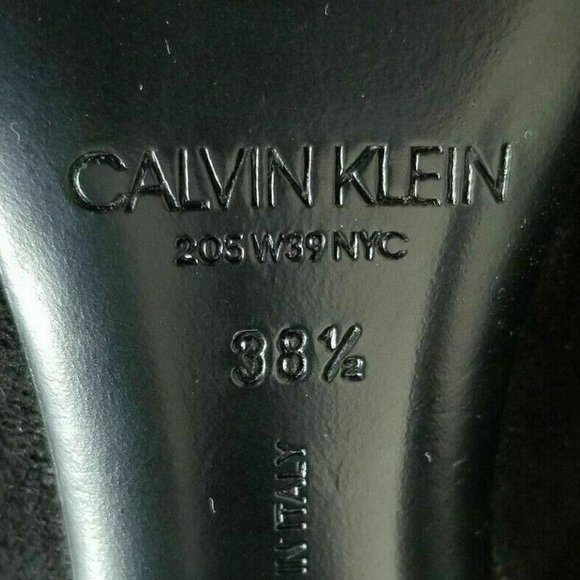 CALVIN KLEIN
205 W39 NYC
38½
IN ITALY